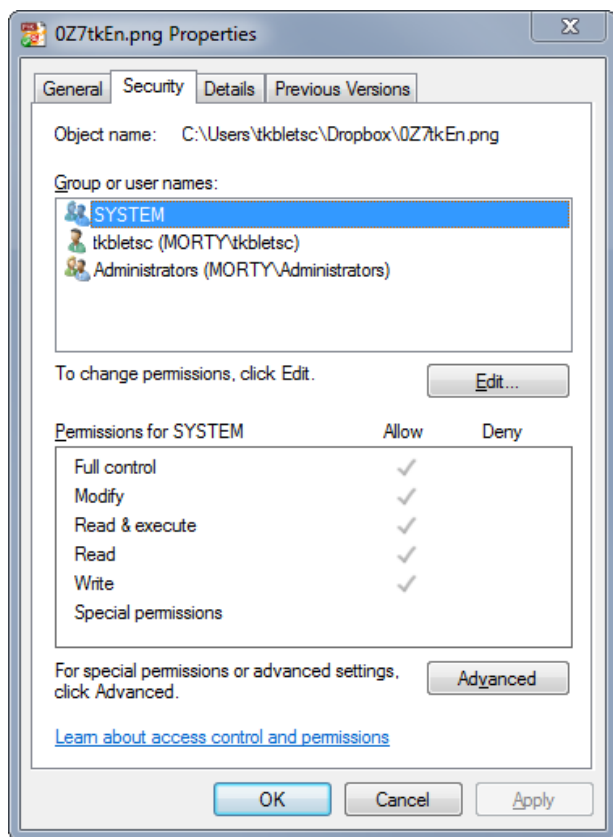 0Z7tkEn.png Properties
General Security Details Previous Versions
Object name: C:\Users\tkbletsc\Dropbox\0Z7tkEn.png
Group or user names:
SYSTEM
tkbletsc (MORTY\tkbletsc)
Administrators (MORTY\Administrators)
To change permissions, click Edit.
Edit...
Permissions for SYSTEM Allow Deny
Full control
Modify
Read & execute
Read
Write
Special permissions
For special permissions or advanced settings,
click Advanced.
Advanced
Learn about access control and permissions
OK Cancel Apply